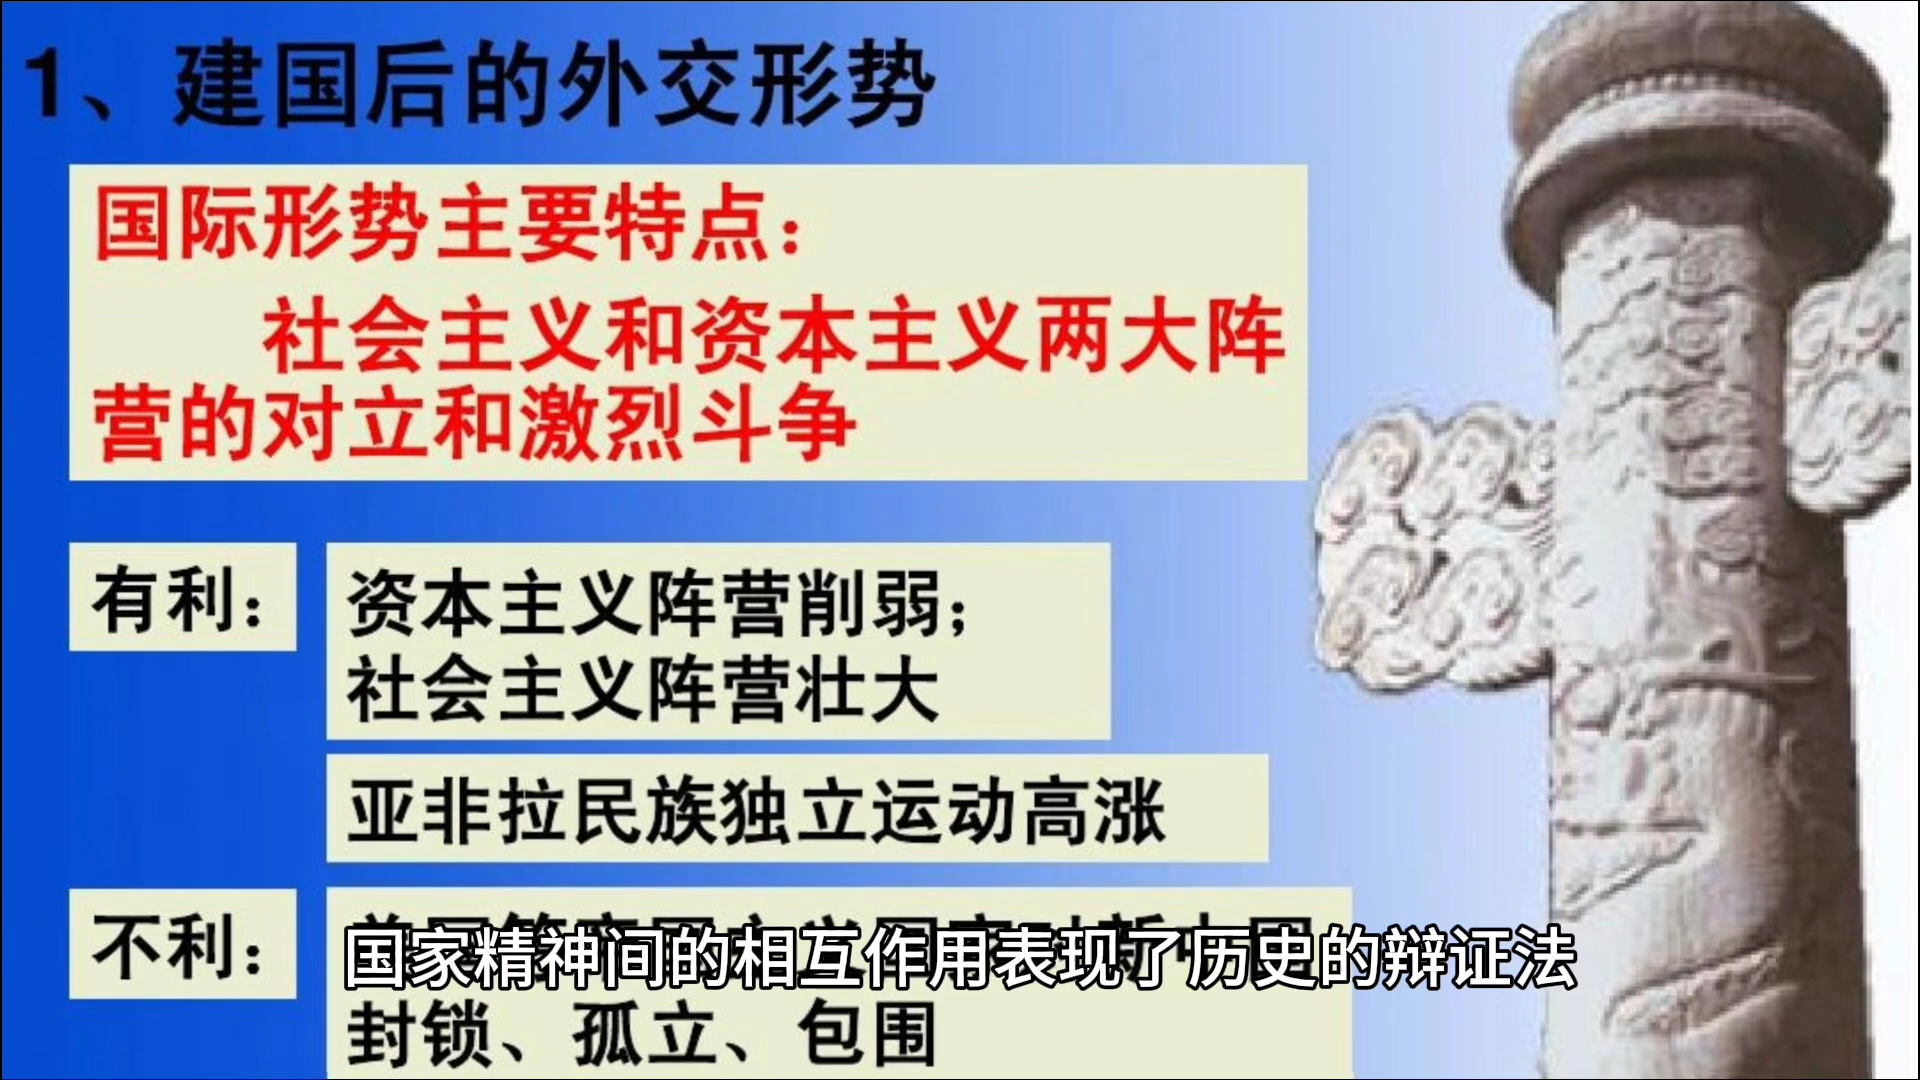 1、建国后的外交形势
国际形势主要特点：
社会主义和资本主义两大阵
营的对立和激烈斗争
有利：
资本主义阵营削弱；
社会主义阵营壮大
亚非拉民族独立运动高涨
不利：
国家精神间的相互作用表现了历史的辩证法
封锁、孤立、包围